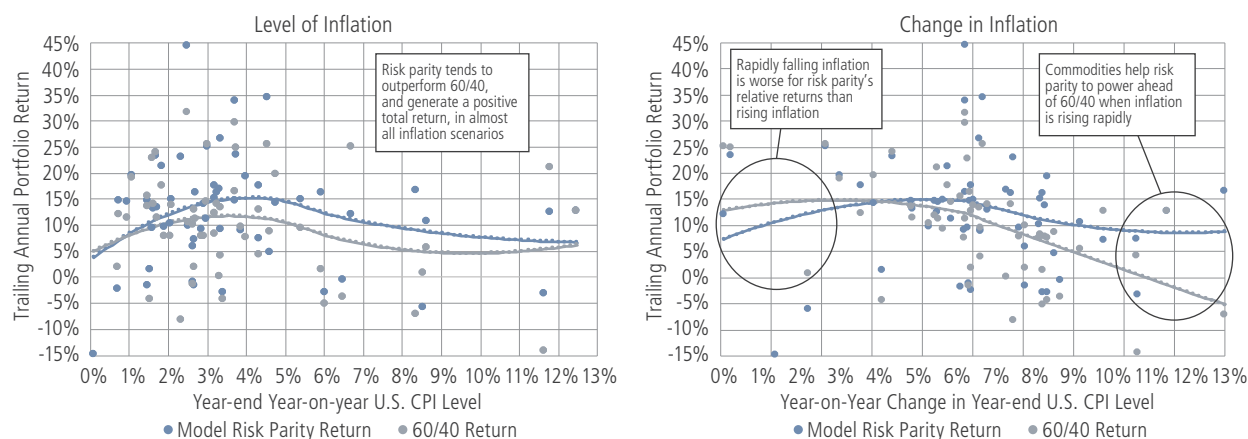 Level of Inflation
45%
40%
35%
30%
25%
20%
15%
10%
5%
0%
-5%
-10%
-15%
Trailing Annual Portfolio Return
Risk parity tends to
outperform 60/40,
and generate a positive
total return, in almost
all inflation scenarios
0% 1% 2% 3% 4% 5% 6% 7% 8% 9% 10% 11% 12% 13%
Year-end Year-on-year U.S. CPI Level
Model Risk Parity Return 60/40 Return
Change in Inflation
45%
40%
35%
30%
25%
20%
15%
10%
5%
0%
-5%
-10%
-15%
Trailing Annual Portfolio Return
Rapidly falling inflation
is worse for risk parity's
relative returns than
rising inflation
Commodities help risk
parity to power ahead
of 60/40 when inflation
is rising rapidly
0% 1% 2% 3% 4% 5% 6% 7% 8% 9% 10% 11% 12% 13%
Year-on-Year Change in Year-end U.S. CPI Level
Model Risk Parity Return 60/40 Return